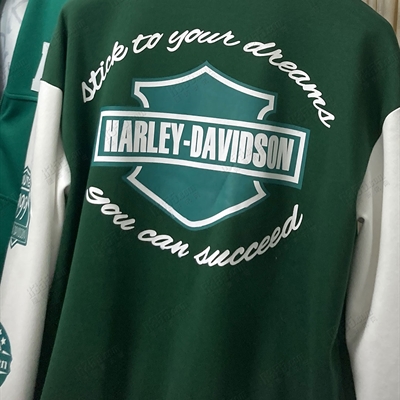 stick to your dreams
HARLEY-DAVIDSON
you can succeed